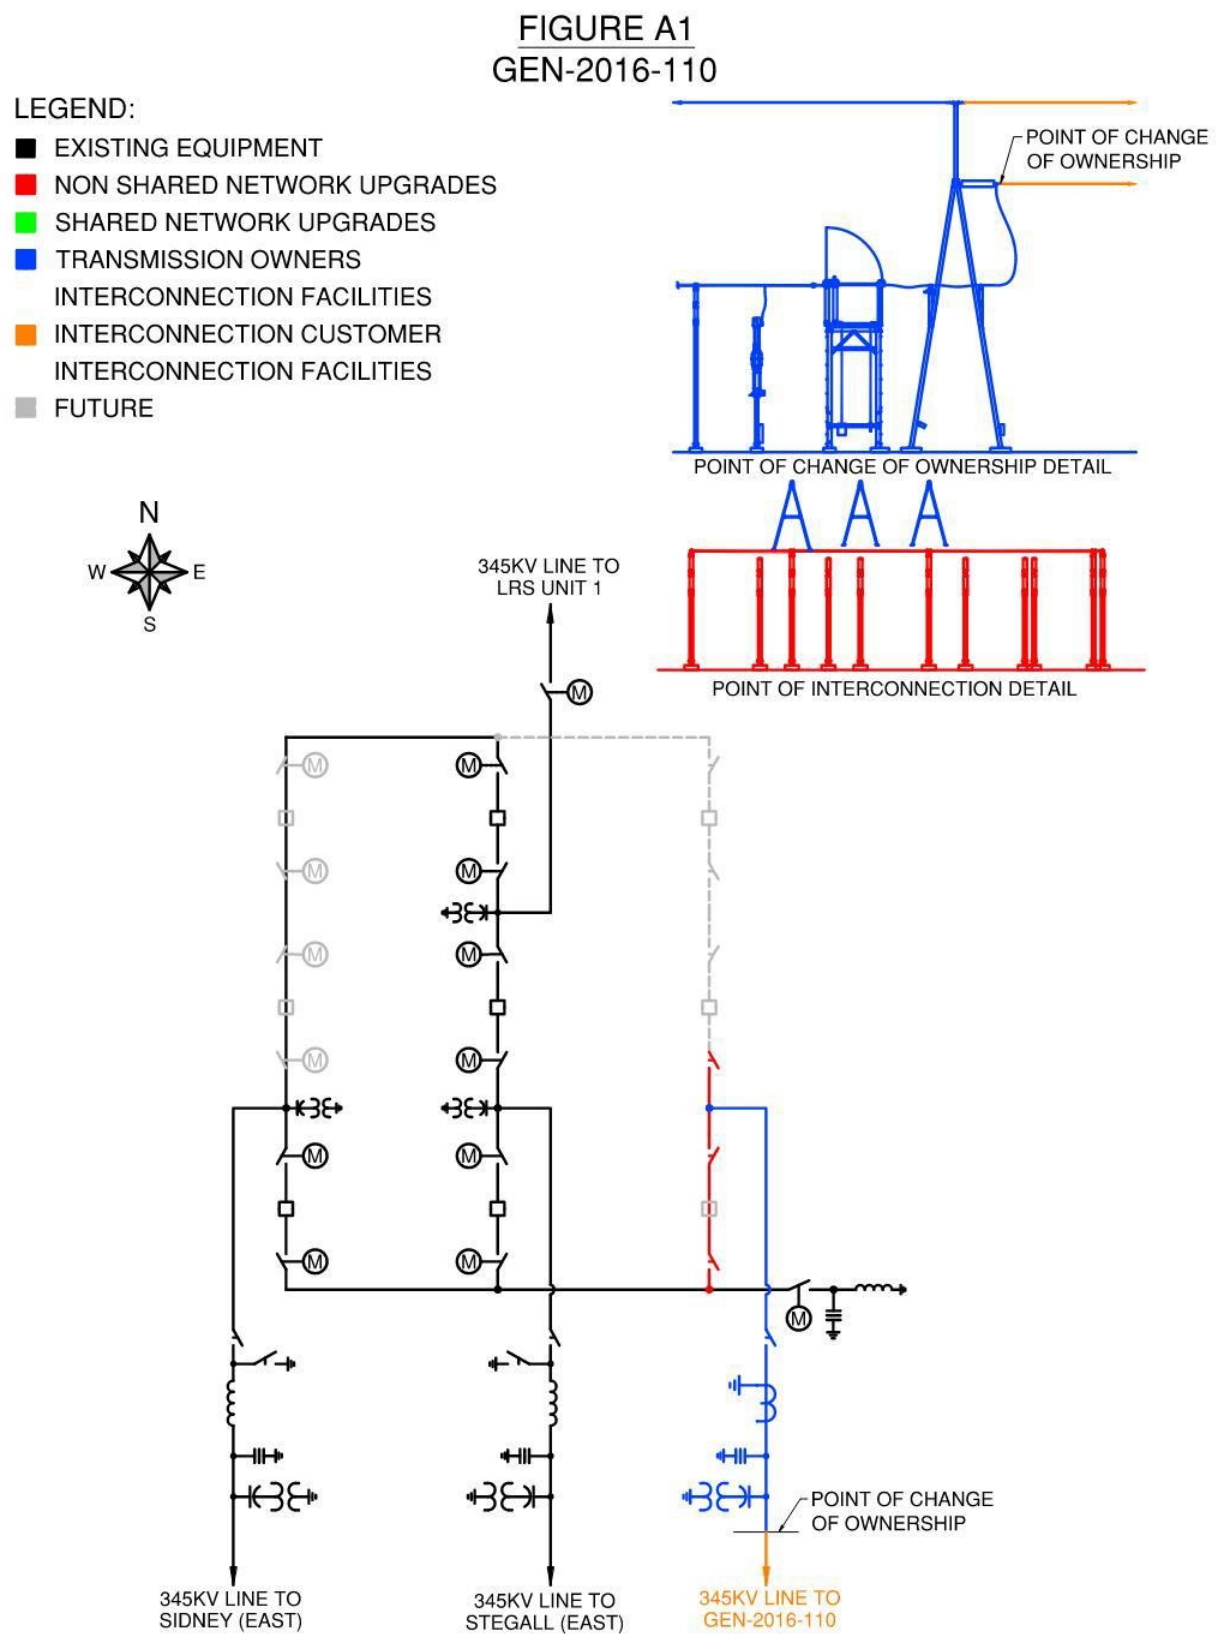 FIGURE A1
GEN-2016-110
LEGEND:
EXISTING EQUIPMENT
NON SHARED NETWORK UPGRADES
SHARED NETWORK UPGRADES
TRANSMISSION OWNERS
INTERCONNECTION FACILITIES
INTERCONNECTION CUSTOMER
INTERCONNECTION FACILITIES
FUTURE
POINT OF CHANGE
OF OWNERSHIP
POINT OF CHANGE OF OWNERSHIP DETAIL
N
W E
S
345KV LINE TO
LRS UNIT 1
POINT OF INTERCONNECTION DETAIL
M
M M
M M
M M
M M
M M
M M
M
POINT OF CHANGE
OF OWNERSHIP
345KV LINE TO
SIDNEY (EAST)
345KV LINE TO
STEGALL (EAST)
345KV LINE TO
GEN-2016-110